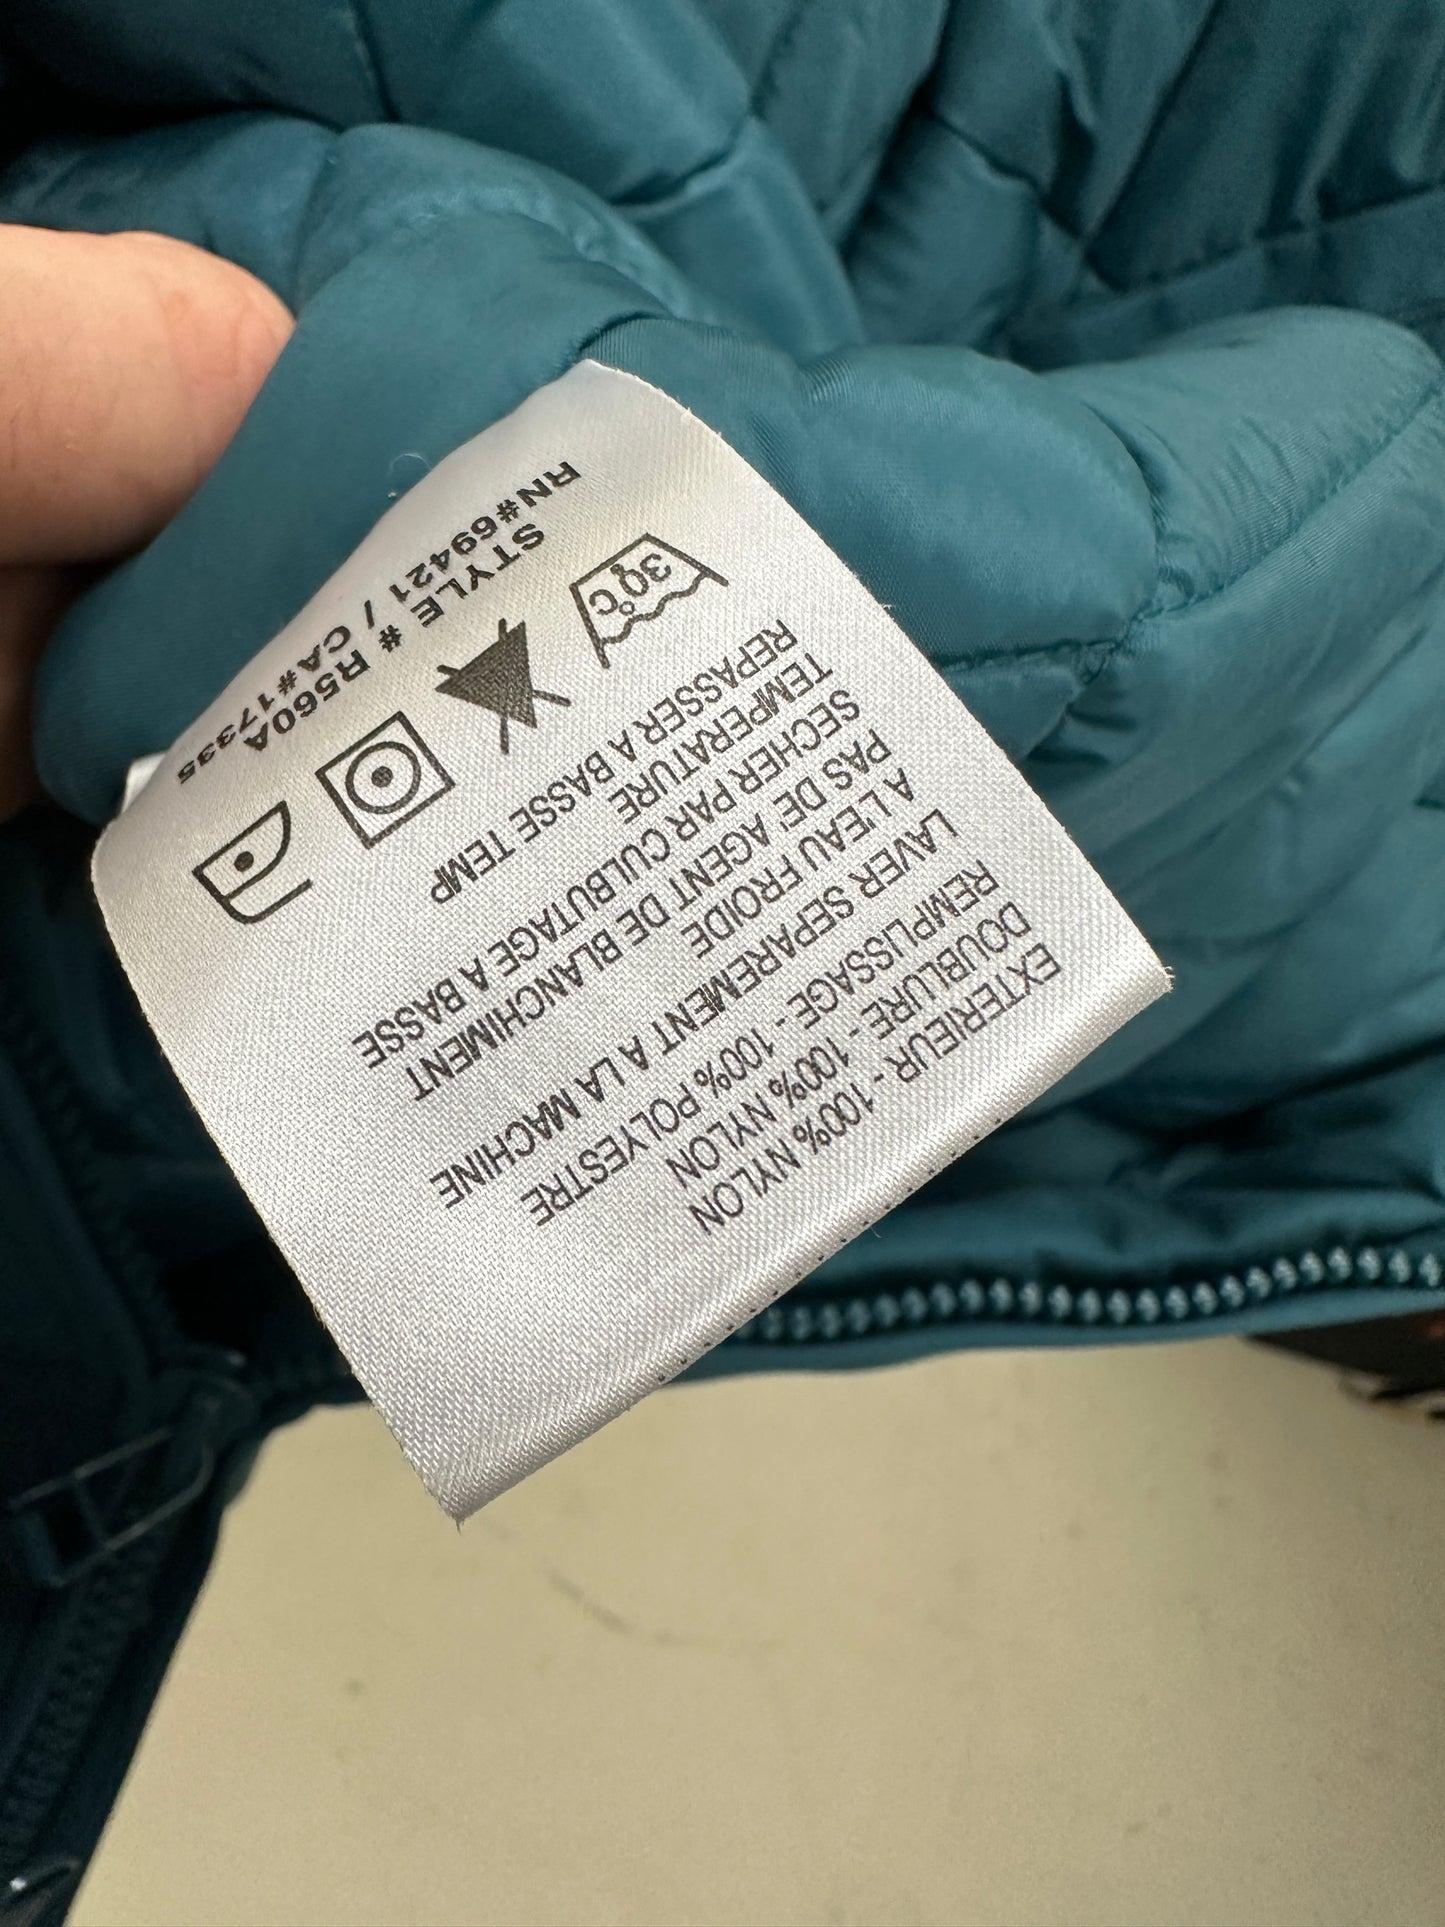 EXTERIEUR - 100% NYLON
DOUBLURE - 100% NYLON
REMPLISSAGE - 100% POLYESTRE
LAVER SEPAREMENT A LA MACHINE
A L'EAU FROIDE
PAS DE' AGENT DE BLANCHIMENT
SECHER PAR CULBUTAGE A BASSE
TEMPERATURE
REPASSER A BASSE TEMP
30°C
STYLE # R560A
RN#69421 / CA#17335